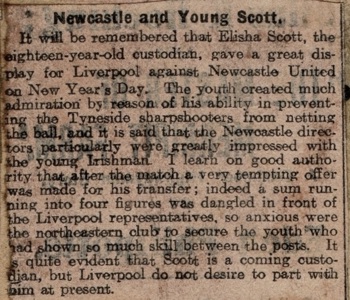 Newcastle and Young Scott.
It will be remembered that Elisha Scott, the
eighteen-year-old custodian, gave a great dis-
play for Liverpool against Newcastle United
on New Year's Day. The youth created much
admiration by reason of his ability in prevent-
ing the Tyneside sharpshooters from netting
the ball, and it is said that the Newcastle direc-
tors particularly were greatly impressed with
the young Irishman. I learn on good autho-
rity that after the match a very tempting offer
was made for his transfer; indeed a sum run-
ning into four figures was dangled in front of
the Liverpool representatives, so anxious were
the northeastern club to secure the youth who
had shown so much skill between the posts. It
is quite evident that Scott is a coming custo-
dian, but Liverpool do not desire to part with
him at present.